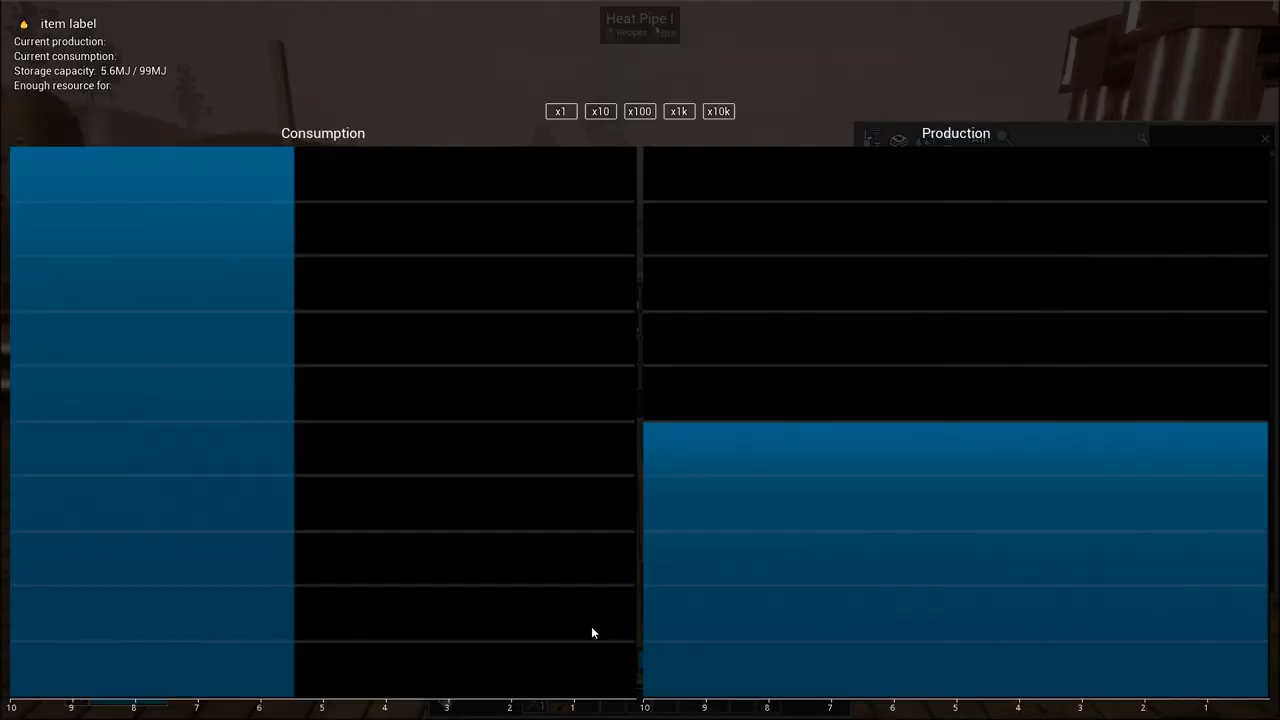 item label
Current production:
Current consumption:
Storage capacity: 5.6MJ / 99MJ
Enough resource for:
Heat Pipe I
Recipes
x1 x10 x100 x1k x10k
Consumption
Production
10 9 8 7 6 5 4 3 2 1
10 9 8 7 6 5 4 3 2 1